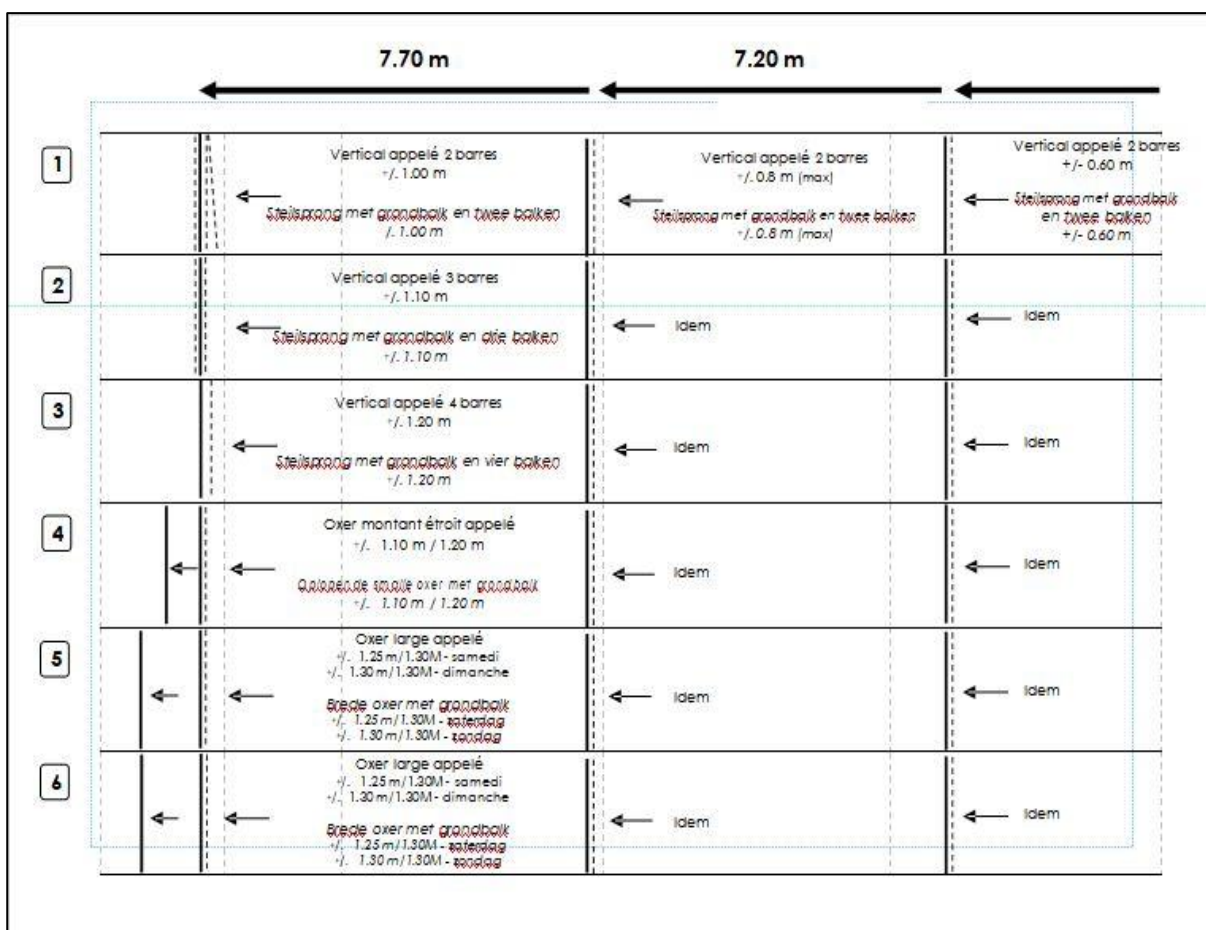 7.70 m
7.20 m
1
Vertical appelé 2 barres
+/. 1.00 m
Steilsprong met grondbalk en twee balken
/. 1.00 m
Vertical appelé 2 barres
+/. 0.8 m (max)
Steilsprong met grondbalk en twee balken
+/. 0.8 m (max)
Vertical appelé 2 barres
+/- 0.60 m
Steilsprong met grondbalk
en twee balken
+/- 0.60 m
2
Vertical appelé 3 barres
+/. 1.10 m
Steilsprong met grondbalk en drie balken
+/. 1.10 m
Idem
Idem
3
Vertical appelé 4 barres
+/. 1.20 m
Steilsprong met grondbalk en vier balken
+/. 1.20 m
Idem
Idem
4
Oxer montant étroit appelé
+/. 1.10 m / 1.20 m
Oplopende smalle oxer met grondbalk
+/. 1.10 m / 1.20 m
Idem
Idem
5
Oxer large appelé
+/. 1.25 m/1.30M - samedi
+/. 1.30 m/1.30M - dimanche
Brede oxer met grondbalk
+/. 1.25 m/1.30M - zaterdag
+/. 1.30 m/1.30M - zondag
Idem
Idem
6
Oxer large appelé
+/. 1.25 m/1.30M - samedi
+/. 1.30 m/1.30M - dimanche
Brede oxer met grondbalk
+/. 1.25 m/1.30M - zaterdag
+/. 1.30 m/1.30M - zondag
Idem
Idem